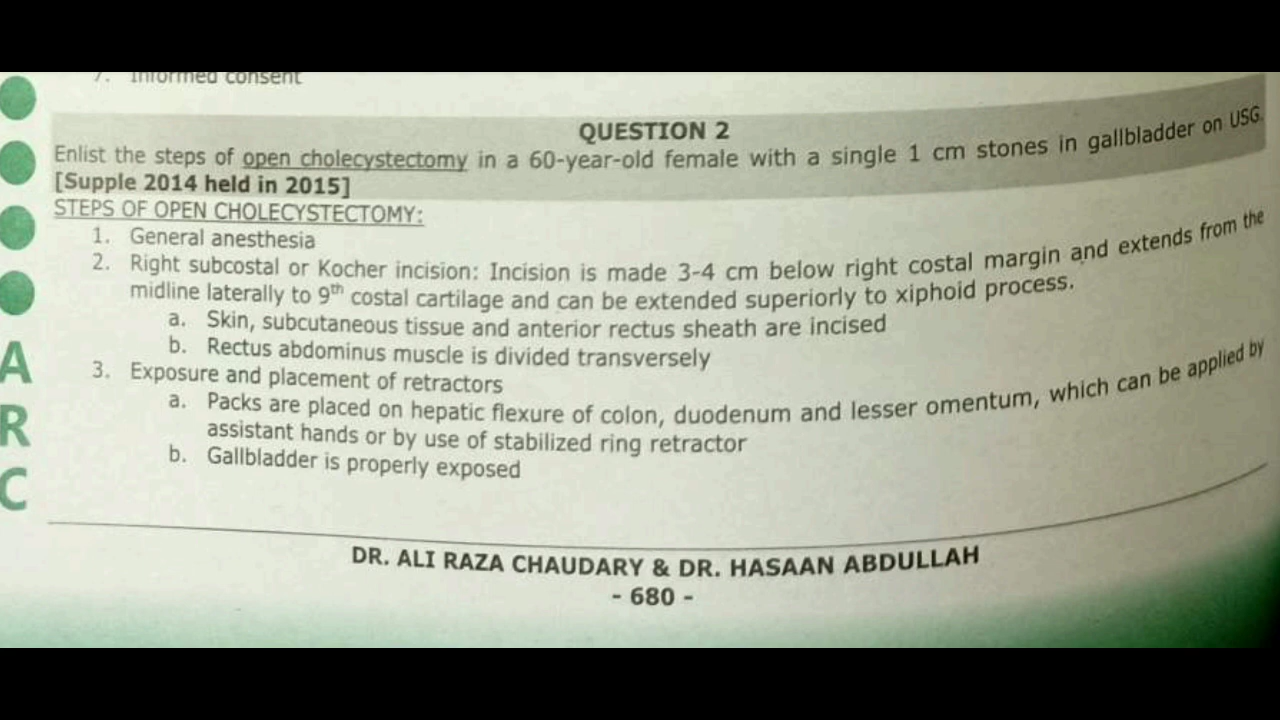 7. Informed consent
QUESTION 2
Enlist the steps of open cholecystectomy in a 60-year-old female with a single 1 cm stones in gallbladder on USG.
[Supple 2014 held in 2015]
STEPS OF OPEN CHOLECYSTECTOMY:
1. General anesthesia
2. Right subcostal or Kocher incision: Incision is made 3-4 cm below right costal margin and extends from the
midline laterally to 9th costal cartilage and can be extended superiorly to xiphoid process.
a. Skin, subcutaneous tissue and anterior rectus sheath are incised
b. Rectus abdominus muscle is divided transversely
3. Exposure and placement of retractors
a. Packs are placed on hepatic flexure of colon, duodenum and lesser omentum, which can be applied by
assistant hands or by use of stabilized ring retractor
b. Gallbladder is properly exposed
A
R
C
DR. ALI RAZA CHAUDARY & DR. HASAAN ABDULLAH
- 680 -